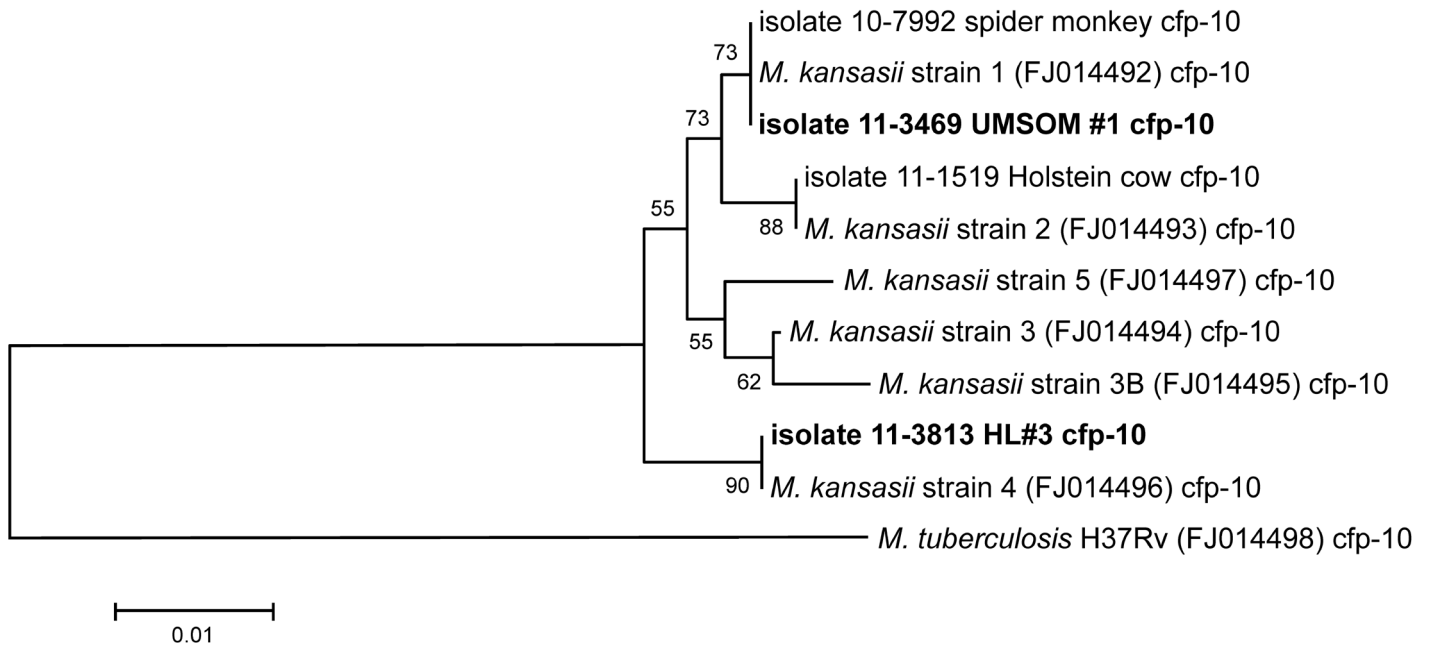 isolate 10-7992 spider monkey cfp-10
73
M. kansasii strain 1 (FJ014492) cfp-10
73
isolate 11-3469 UMSOM #1 cfp-10
isolate 11-1519 Holstein cow cfp-10
55
88
M. kansasii strain 2 (FJ014493) cfp-10
M. kansasii strain 5 (FJ014497) cfp-10
55
M. kansasii strain 3 (FJ014494) cfp-10
62
M. kansasii strain 3B (FJ014495) cfp-10
isolate 11-3813 HL#3 cfp-10
90
M. kansasii strain 4 (FJ014496) cfp-10
M. tuberculosis H37Rv (FJ014498) cfp-10
0.01